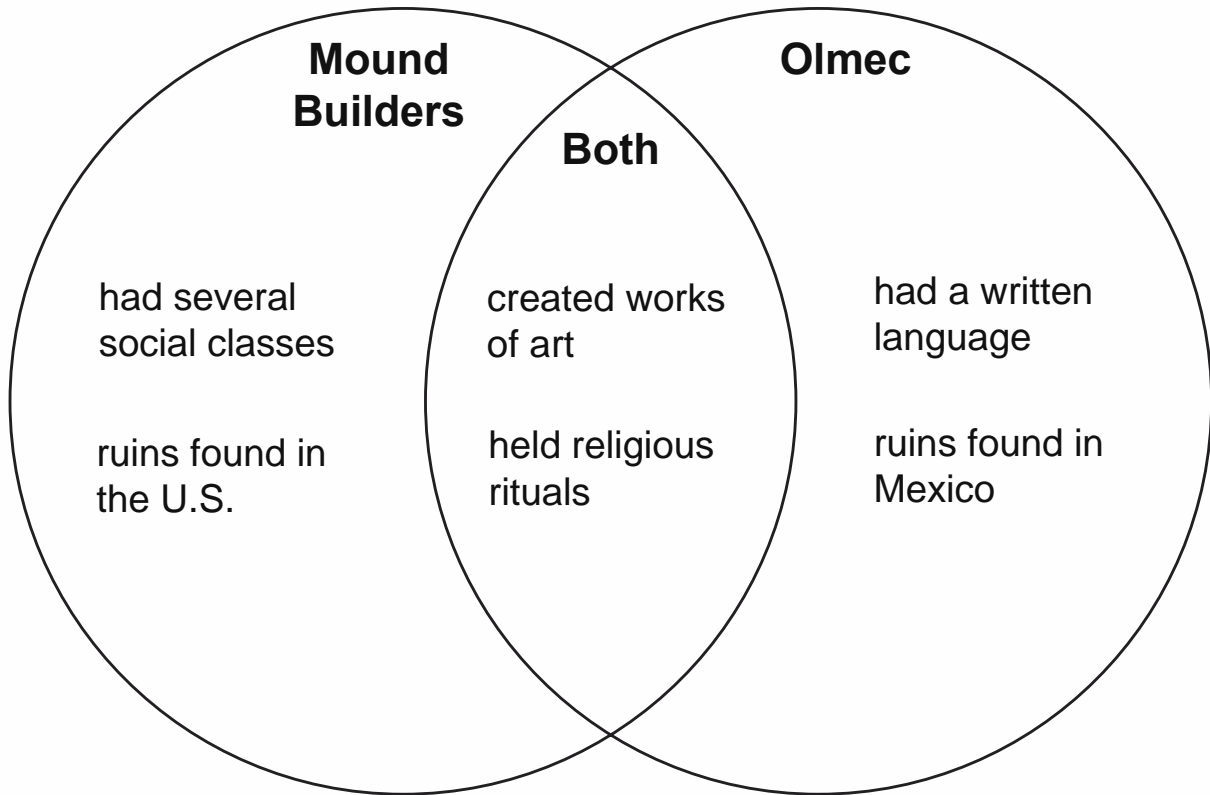 Mound
Builders
Olmec
Both
had several
social classes
ruins found in
the U.S.
created works
of art
held religious
rituals
had a written
language
ruins found in
Mexico